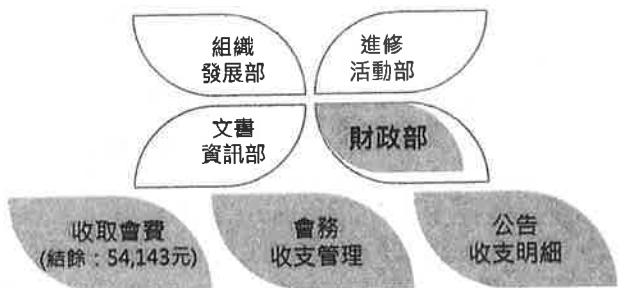 組織
發展部
進修
活動部
文書
資訊部
財政部
收取會費
(結餘：54,143元)
會務
收支管理
公告
收支明細